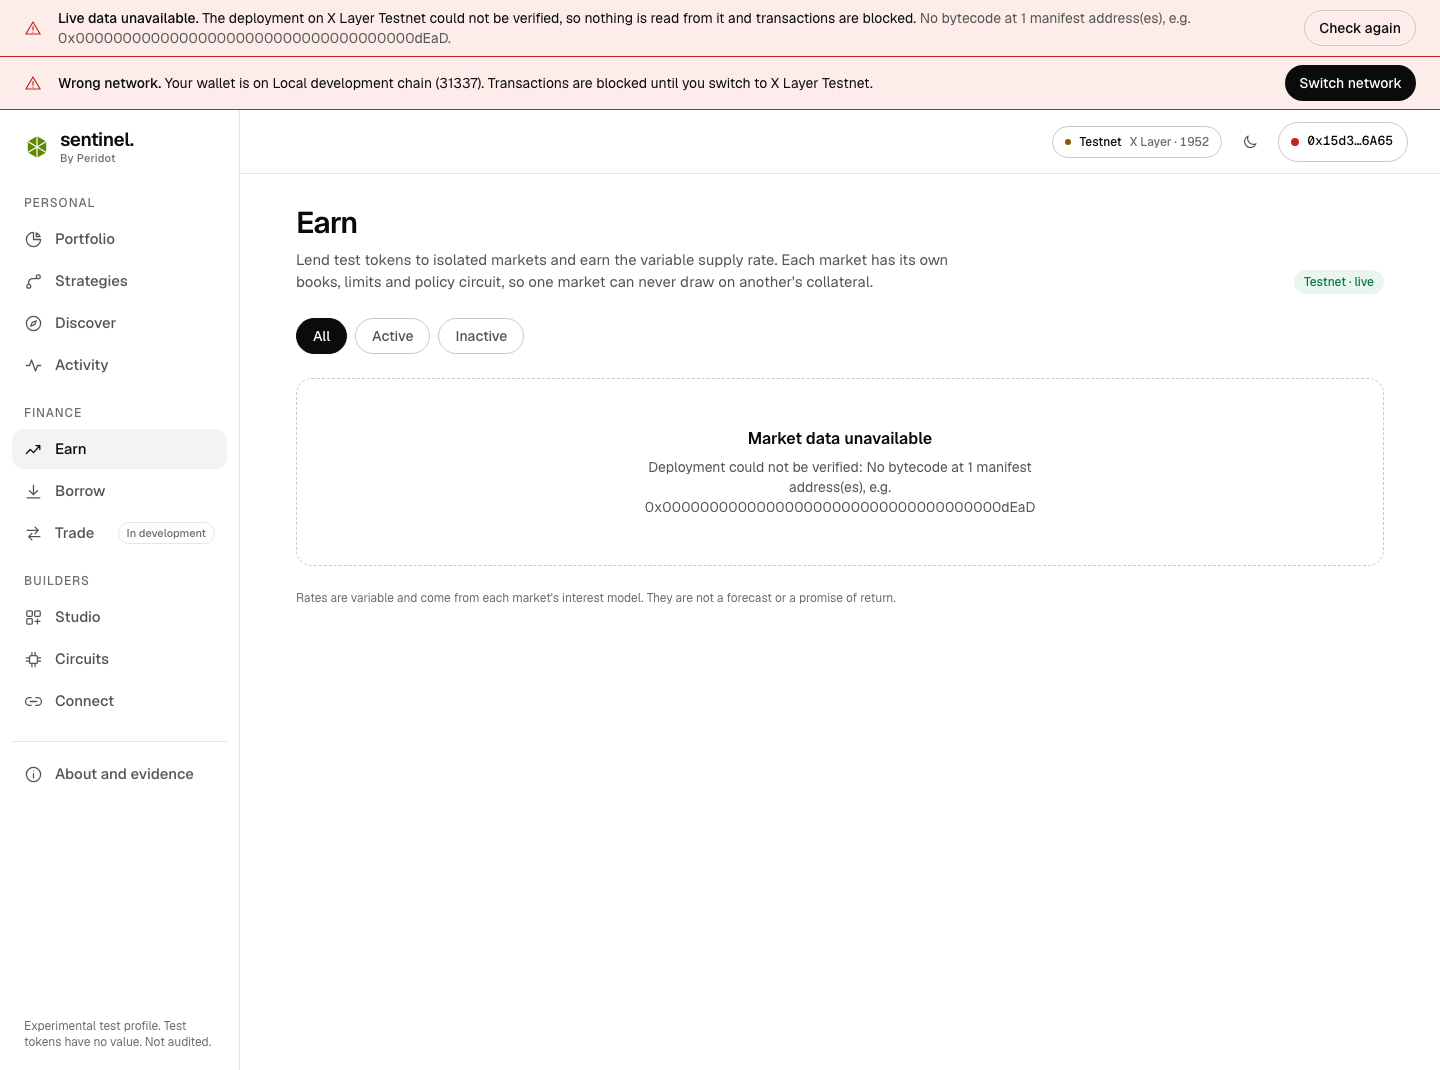 Live data unavailable. The deployment on X Layer Testnet could not be verified, so nothing is read from it and transactions are blocked. No bytecode at 1 manifest address(es), e.g.
0x000000000000000000000000000000000000dEaD.
Check again
Wrong network. Your wallet is on Local development chain (31337). Transactions are blocked until you switch to X Layer Testnet.
Switch network
sentinel.
By Peridot
Testnet X Layer · 1952
0x15d3…6A65
PERSONAL
Portfolio
Strategies
Discover
Activity
FINANCE
Earn
Borrow
Trade
In development
BUILDERS
Studio
Circuits
Connect
About and evidence
Experimental test profile. Test
tokens have no value. Not audited.
Earn
Lend test tokens to isolated markets and earn the variable supply rate. Each market has its own
books, limits and policy circuit, so one market can never draw on another's collateral.
Testnet · live
All
Active
Inactive
Market data unavailable
Deployment could not be verified: No bytecode at 1 manifest
address(es), e.g.
0x000000000000000000000000000000000000dEaD
Rates are variable and come from each market's interest model. They are not a forecast or a promise of return.